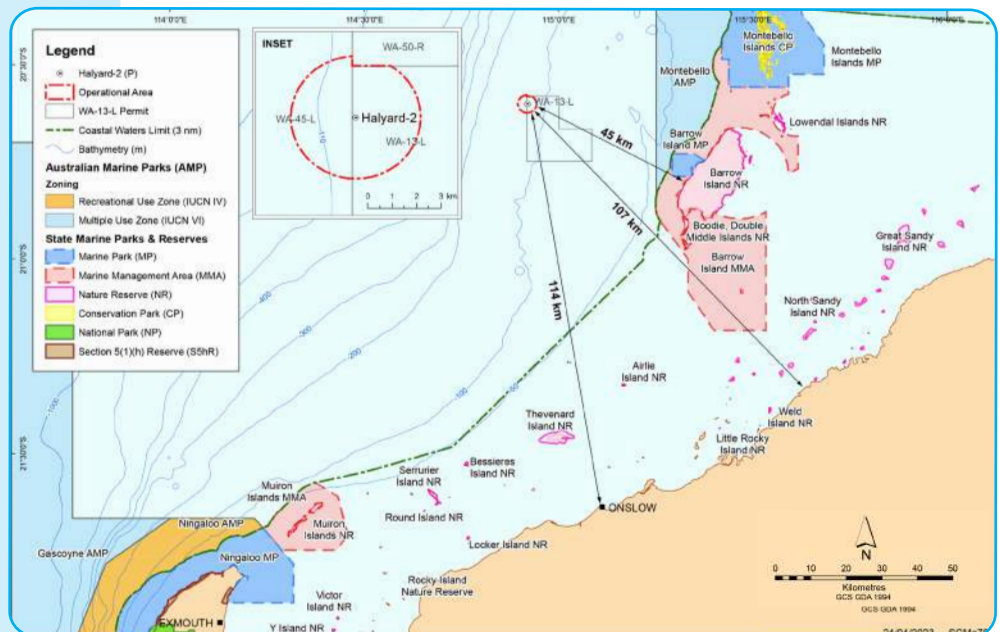 114°0'0"E
114°30'0"E
115°0'0"E
115°30'0"E
116°0'0"E
20°30'0"S
21°0'0"S
21°30'0"S
Legend
Halyard-2 (P)
Operational Area
WA-13-L Permit
Coastal Waters Limit (3 nm)
Bathymetry (m)
Australian Marine Parks (AMP)
Zoning
Recreational Use Zone (IUCN IV)
Multiple Use Zone (IUCN VI)
State Marine Parks & Reserves
Marine Park (MP)
Marine Management Area (MMA)
Nature Reserve (NR)
Conservation Park (CP)
National Park (NP)
Section 5(1)(h) Reserve (S5hR)
INSET
WA-50-R
WA-45-L
Halyard-2
WA-13-L
-110
0 1 2 3 km
WA-13-L
45 km
107 km
114 km
Montebello
Islands CP
Montebello
Islands MP
Montebello
AMP
Lowendal Islands NR
Barrow
Island MP
Barrow
Island NR
Boodie, Double
Middle Islands NR
Barrow
Island MMA
Great Sandy
Island NR
North Sandy
Island NR
Airlie
Island NR
Weld
Island NR
Little Rocky
Island NR
Thevenard
Island NR
Bessieres
Island NR
Serrurier
Island NR
Round Island NR
Locker Island NR
Muiron
Islands MMA
Muiron
Islands NR
Ningaloo AMP
Gascoyne AMP
Ningaloo MP
Rocky Island
Nature Reserve
Victor
Island NR
Y Island NR
EXMOUTH
ONSLOW
-400
-300
-200
-100
-50
-1000
N
0 10 20 30 40 50
Kilometres
GCS GDA 1994
GCS GDA 1994